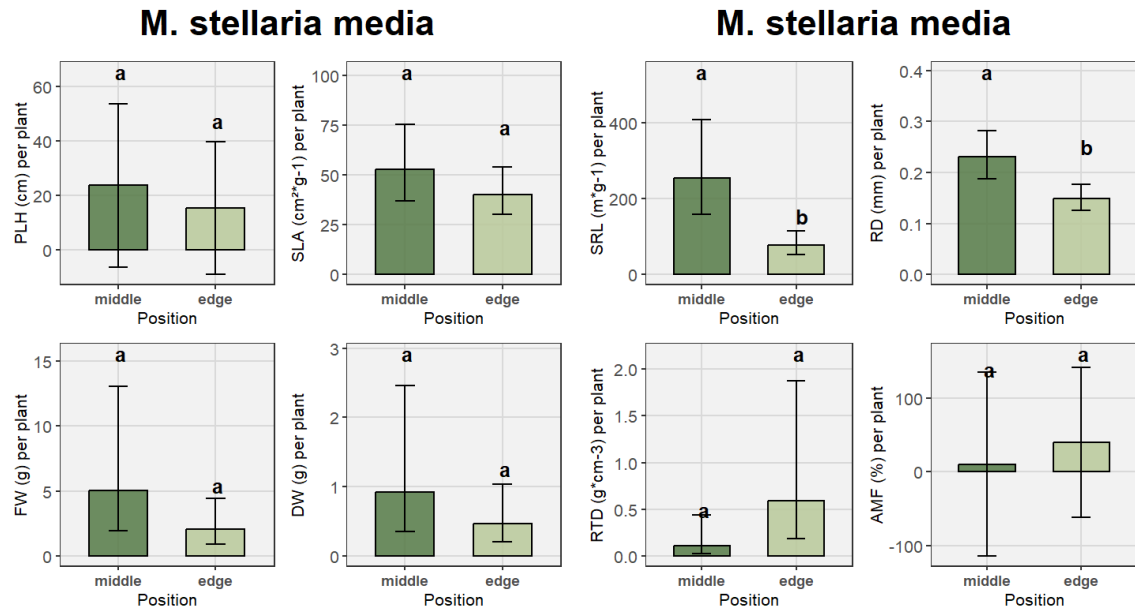 M. stellaria media
M. stellaria media
PLH (cm) per plant
60
40
20
0
a
a
middle
edge
Position
SLA (cm²*g-1) per plant
100
75
50
25
0
a
a
middle
edge
Position
SRL (m*g-1) per plant
400
200
0
a
b
middle
edge
Position
RD (mm) per plant
0.4
0.3
0.2
0.1
0.0
a
b
middle
edge
Position
FW (g) per plant
15
10
5
0
a
a
middle
edge
Position
DW (g) per plant
3
2
1
0
a
a
middle
edge
Position
RTD (g*cm-3) per plant
2.0
1.5
1.0
0.5
0.0
a
a
middle
edge
Position
AMF (%) per plant
100
0
-100
a
a
middle
edge
Position